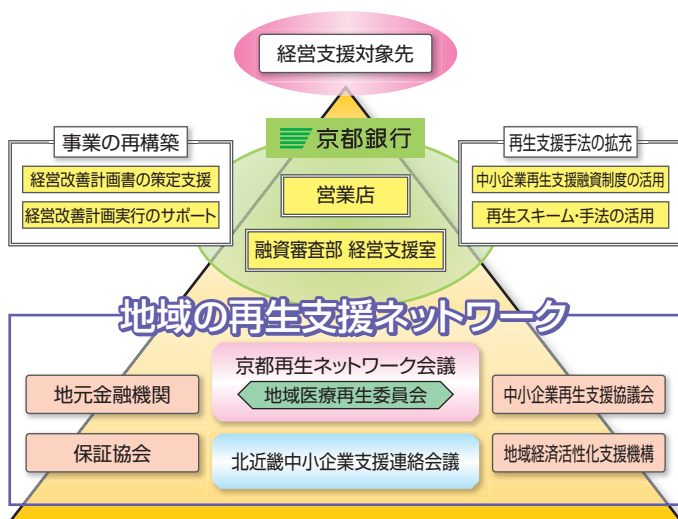 経営支援対象先
京都銀行
事業の再構築
経営改善計画書の策定支援
経営改善計画実行のサポート
営業店
融資審査部 経営支援室
再生支援手法の拡充
中小企業再生支援融資制度の活用
再生スキーム・手法の活用
地域の再生支援ネットワーク
地元金融機関
保証協会
京都再生ネットワーク会議
地域医療再生委員会
北近畿中小企業支援連絡会議
中小企業再生支援協議会
地域経済活性化支援機構